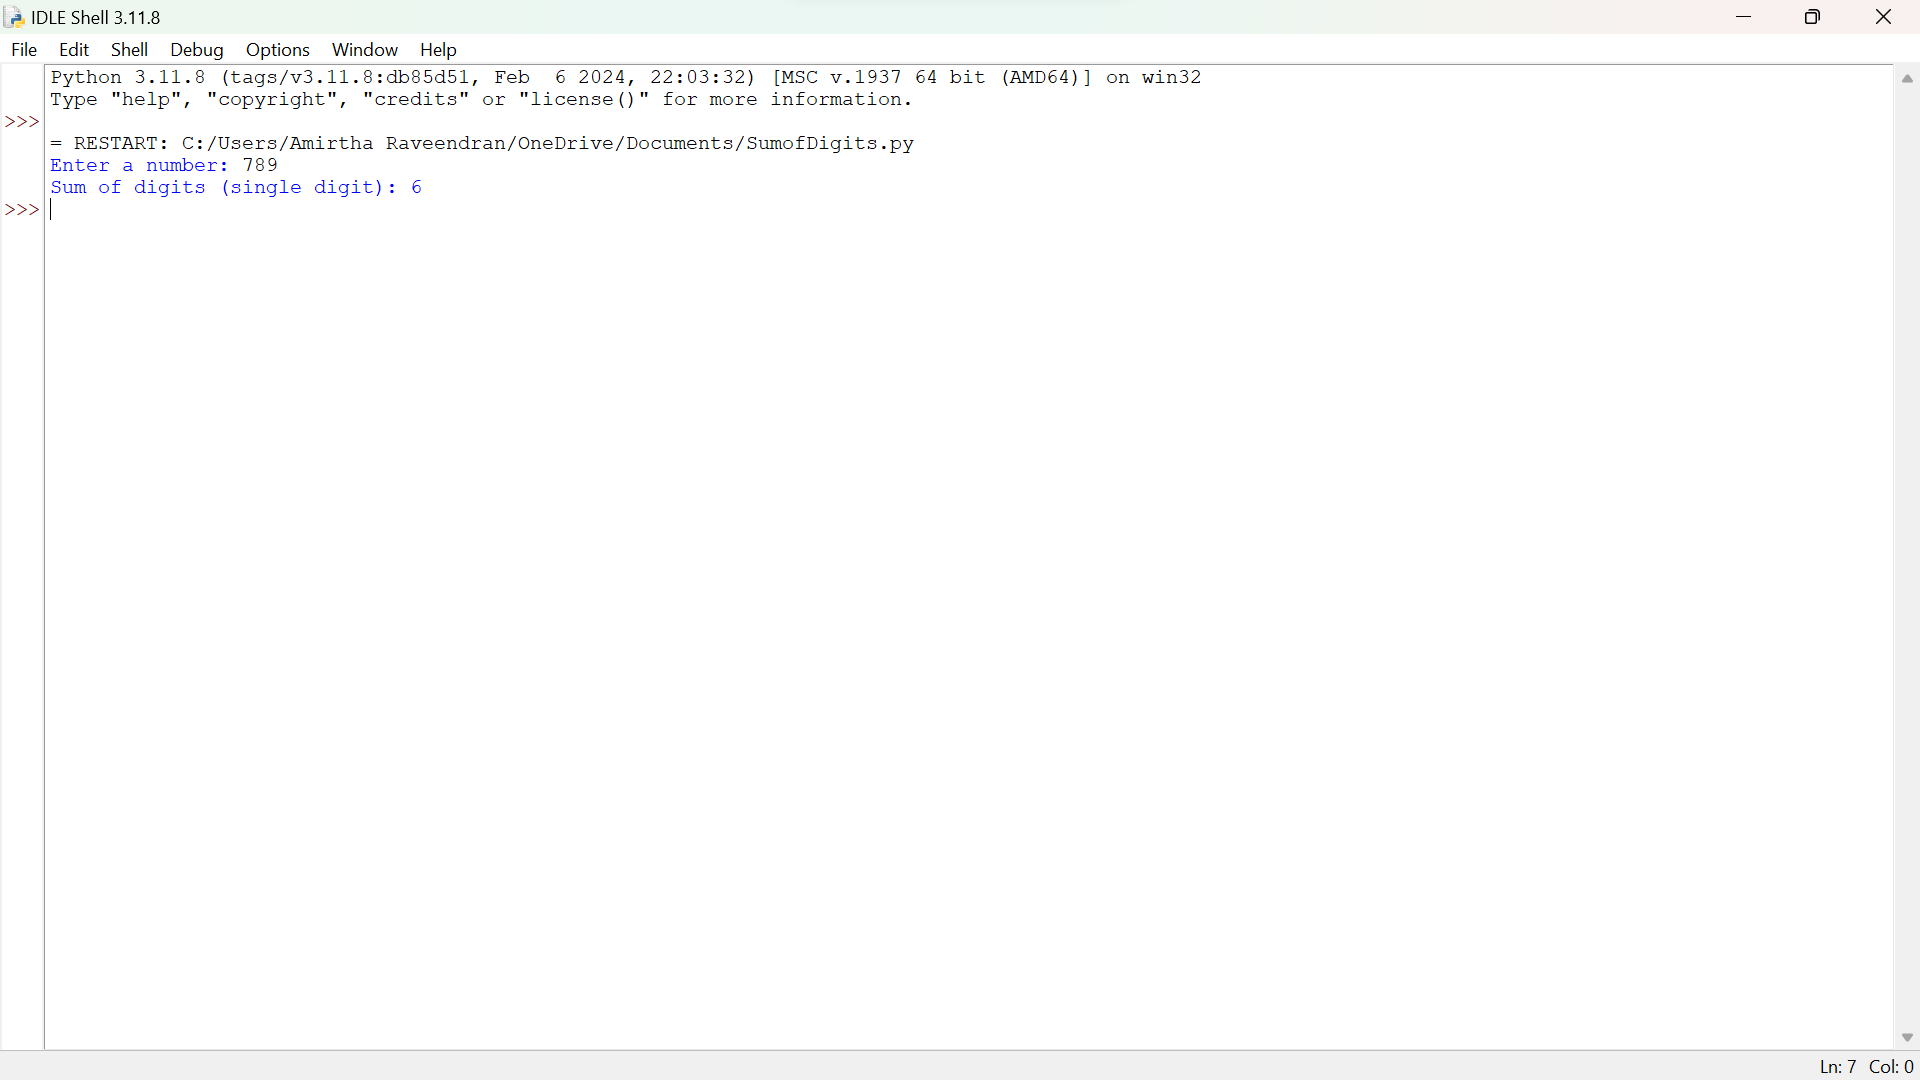 IDLE Shell 3.11.8
File Edit Shell Debug Options Window Help
Python 3.11.8 (tags/v3.11.8:db85d51, Feb  6 2024, 22:03:32) [MSC v.1937 64 bit (AMD64)] on win32
Type "help", "copyright", "credits" or "license()" for more information.
>>>
= RESTART: C:/Users/Amirtha Raveendran/OneDrive/Documents/SumofDigits.py
Enter a number: 789
Sum of digits (single digit): 6
>>>
Ln: 7 Col: 0